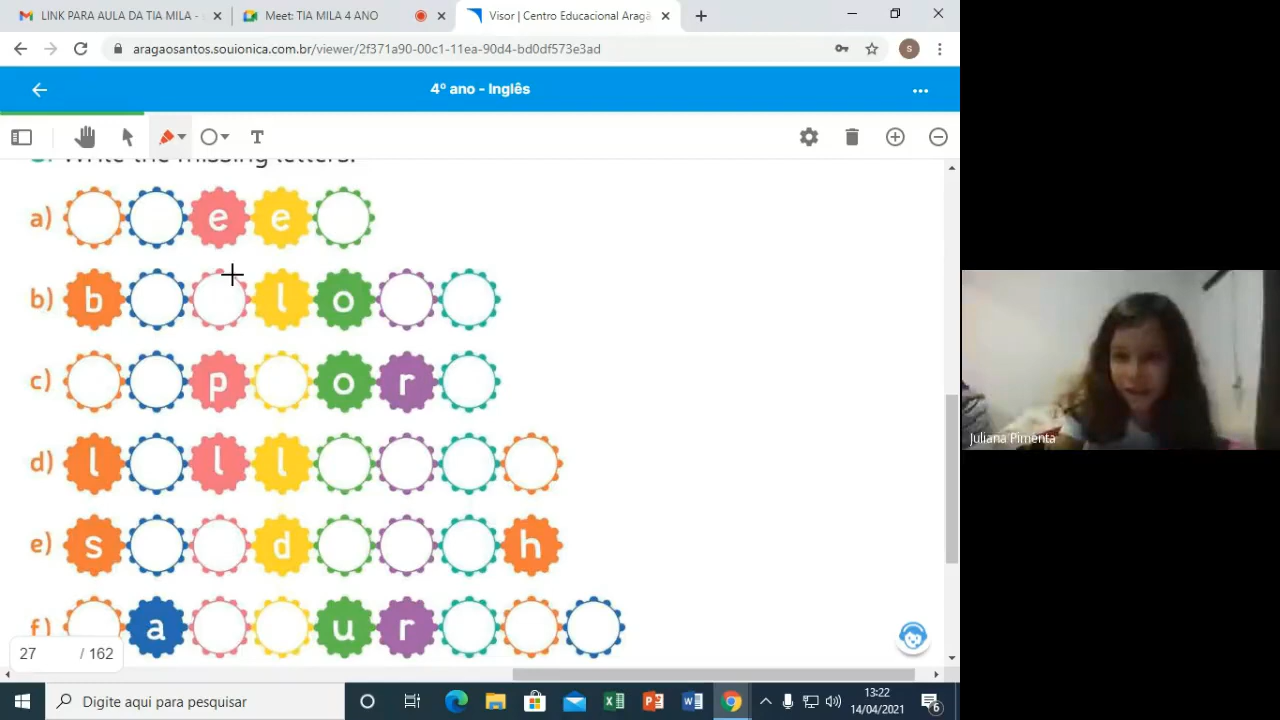 LINK PARA AULA DA TIA MILA -
Meet: TIA MILA 4 ANO
Visor | Centro Educacional Aragã
aragaosantos.souionica.com.br/viewer/2f371a90-00c1-11ea-90d4-bd0df573e3ad
s
4º ano - Inglês
T
Write the missing letters.
a) e e
b) b l o
c) p o r
d) l l l
e) s d h
f) a u r
27 / 162
Juliana Pimenta
Digite aqui para pesquisar
13:22
14/04/2021
6